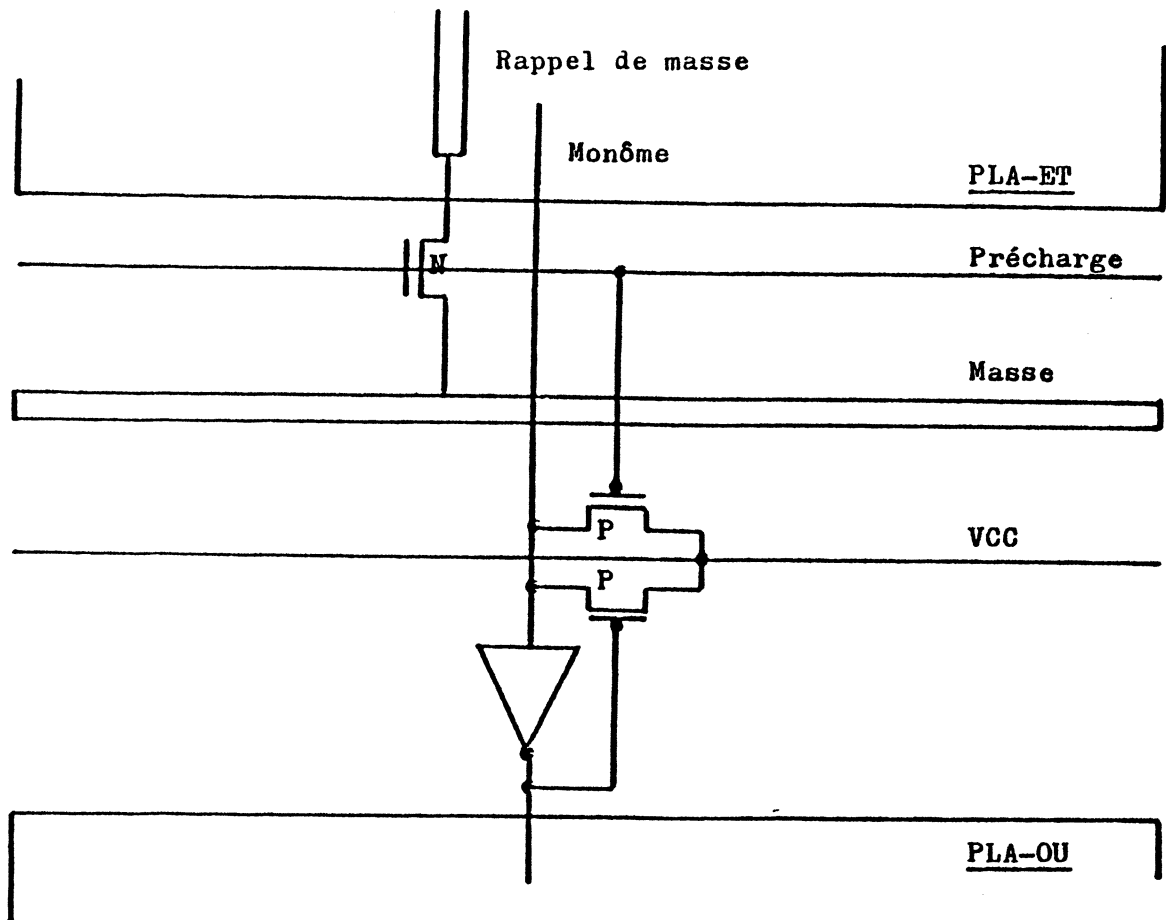 Rappel de masse
Monôme
PLA-ET
N
Précharge
Masse
P
VCC
P
PLA-OU